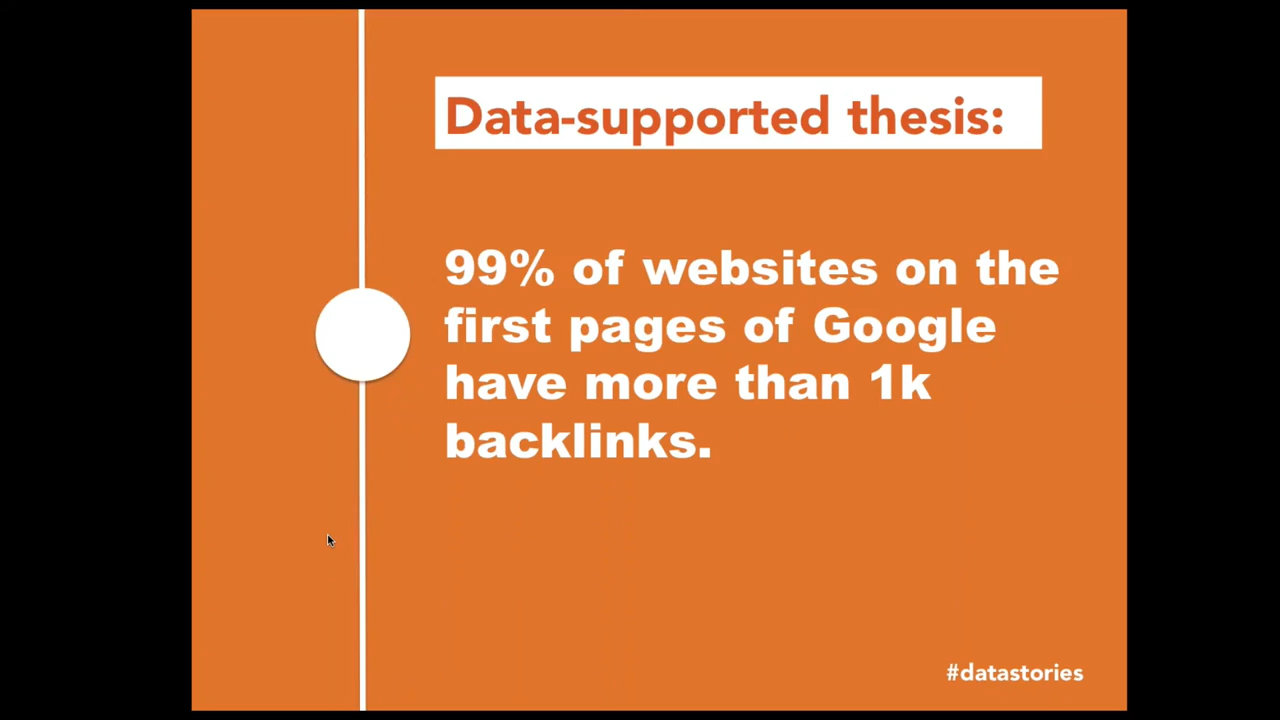 Data-supported thesis:
99% of websites on the
first pages of Google
have more than 1k
backlinks.
#datastories